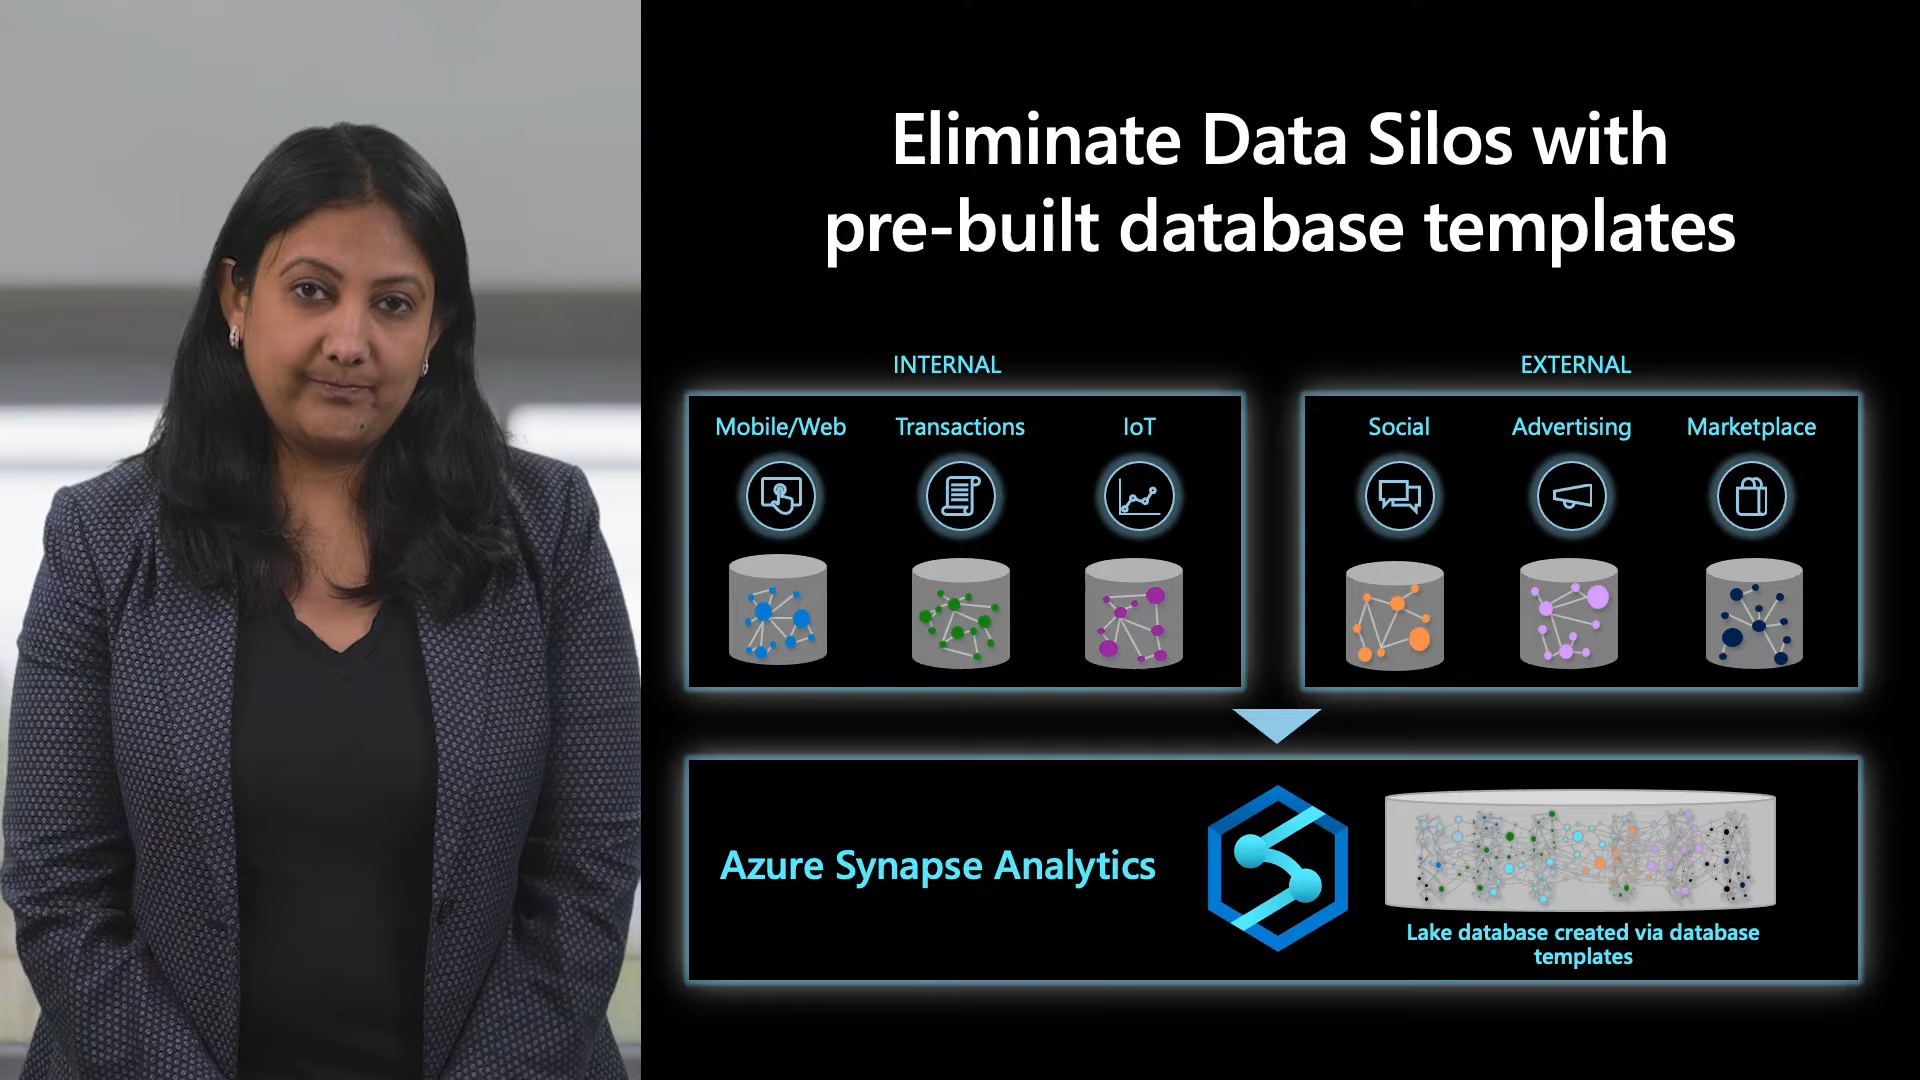 Eliminate Data Silos with
pre-built database templates
INTERNAL
Mobile/Web
Transactions
IoT
EXTERNAL
Social
Advertising
Marketplace
Azure Synapse Analytics
Lake database created via database
templates